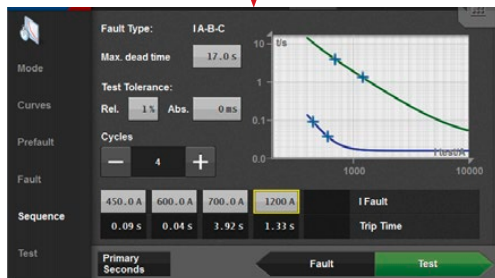 Mode
Curves
Prefault
Fault
Sequence
Test
Fault Type: I A-B-C
Max. dead time 17.0 s
Test Tolerance:
Rel. 1% Abs. 0 ms
Cycles
— 4 +
t/s
10
1
0.1
0.0
1000
10000
I test/A
450.0 A 600.0 A 700.0 A 1200 A I Fault
0.09 s 0.04 s 3.92 s 1.33 s Trip Time
Primary
Seconds
Fault
Test